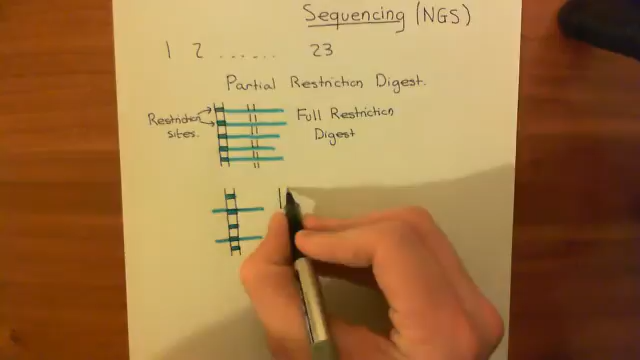 Sequencing (NGS)
1 2 ....... 23
Partial Restriction Digest.
Restriction sites.
Full Restriction
Digest